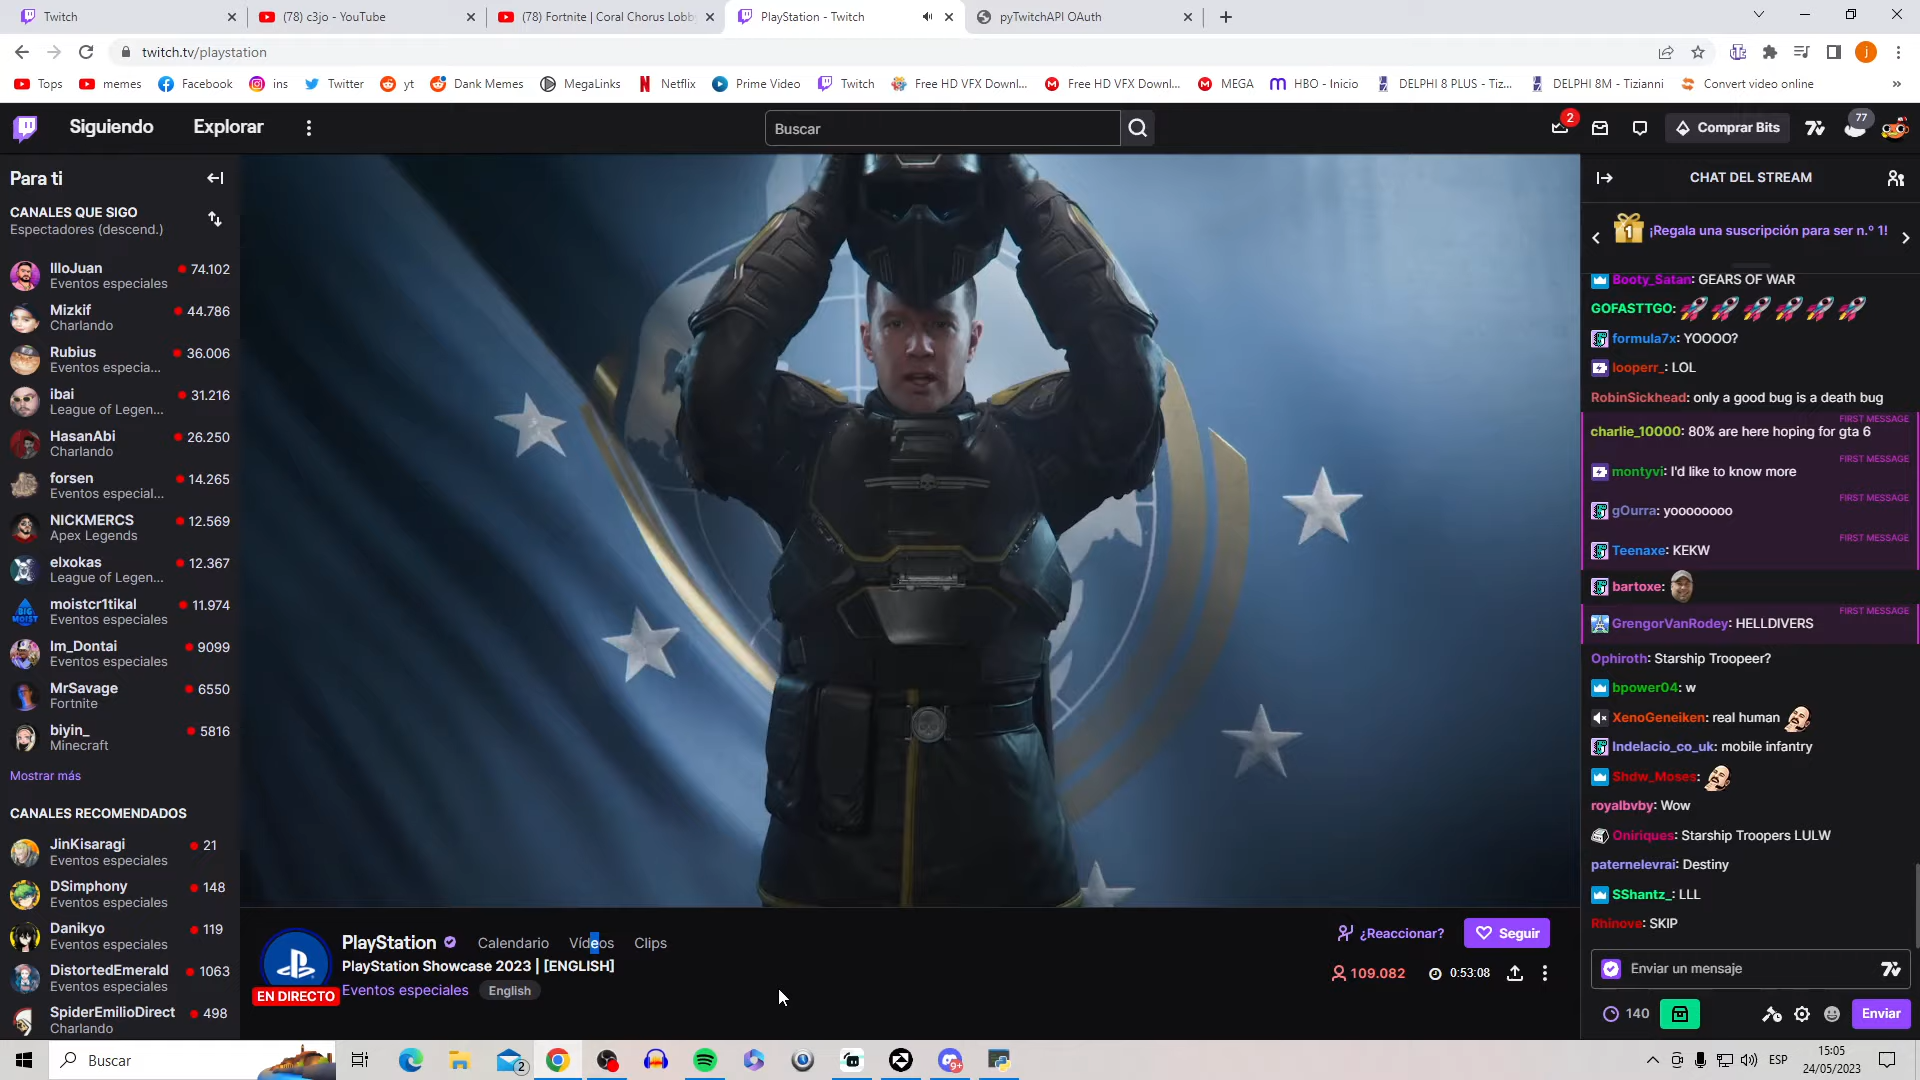 Twitch
(78) c3jo - YouTube
(78) Fortnite | Coral Chorus Lobb
PlayStation - Twitch
pyTwitchAPI OAuth
twitch.tv/playstation
j
Tops
memes
Facebook
ins
Twitter
yt
Dank Memes
MegaLinks
Netflix
Prime Video
Twitch
Free HD VFX Downl...
Free HD VFX Downl...
MEGA
HBO - Inicio
DELPHI 8 PLUS - Tiz...
DELPHI 8M - Tizianni
Convert video online
»
Siguiendo
Explorar
Buscar
2
Comprar Bits
77
Para ti
CANALES QUE SIGO
Espectadores (descend.)
IlloJuan 74.102
Eventos especiales
Mizkif 44.786
Charlando
Rubius 36.006
Eventos especia...
ibai 31.216
League of Legen...
HasanAbi 26.250
Charlando
forsen 14.265
Eventos especial...
NICKMERCS 12.569
Apex Legends
elxokas 12.367
League of Legen...
moistcr1tikal 11.974
Eventos especiales
Im_Dontai 9099
Eventos especiales
MrSavage 6550
Fortnite
biyin_ 5816
Minecraft
Mostrar más
CANALES RECOMENDADOS
JinKisaragi 21
Eventos especiales
DSimphony 148
Eventos especiales
Danikyo 119
Eventos especiales
DistortedEmerald 1063
Eventos especiales
SpiderEmilioDirect 498
Charlando
PlayStation
Calendario
Vídeos
Clips
PlayStation Showcase 2023 | [ENGLISH]
EN DIRECTO
Eventos especiales
English
¿Reaccionar?
Seguir
109.082
0:53:08
CHAT DEL STREAM
1
¡Regala una suscripción para ser n.º 1!
Booty_Satan: GEARS OF WAR
GOFASTTGO:
formula7x: YOOOO?
looperr_: LOL
RobinSickhead: only a good bug is a death bug
FIRST MESSAGE
charlie_10000: 80% are here hoping for gta 6
FIRST MESSAGE
montyvi: I'd like to know more
FIRST MESSAGE
gOurra: yoooooooo
FIRST MESSAGE
Teenaxe: KEKW
bartoxe:
FIRST MESSAGE
GrengorVanRodey: HELLDIVERS
Ophiroth: Starship Troopeer?
bpower04: w
XenoGeneiken: real human
Indelacio_co_uk: mobile infantry
Shdw_Moses:
royalbvby: Wow
Oniriques: Starship Troopers LULW
paternelevrai: Destiny
SShantz_: LLL
Rhinove: SKIP
Enviar un mensaje
140
Enviar
Buscar
2
9+
ESP
15:05
24/05/2023